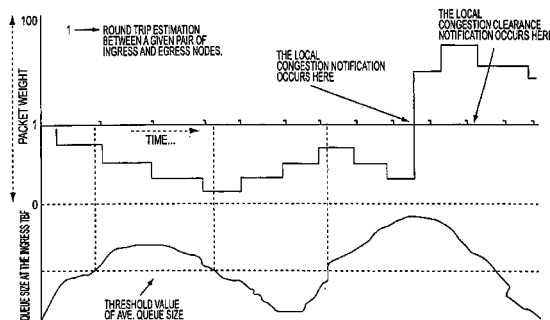 100
1
ROUND TRIP ESTIMATION
BETWEEN A GIVEN PAIR OF
INGRESS AND EGRESS NODES.
THE LOCAL
CONGESTION NOTIFICATION
OCCURS HERE
THE LOCAL
CONGESTION CLEARANCE
NOTIFICATION OCCURS HERE
PACKET WEIGHT
1
TIME...
0
QUEUE SIZE AT THE INGRESS TBF
THRESHOLD VALUE
OF AVE. QUEUE SIZE